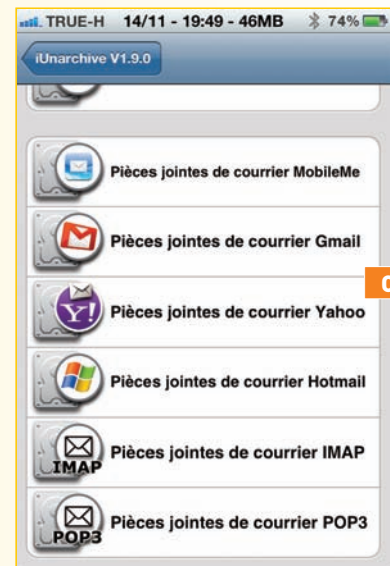 TRUE-H 14/11 - 19:49 - 46MB 74%
iUnarchive V1.9.0
Pièces jointes de courrier MobileMe
Pièces jointes de courrier Gmail
Pièces jointes de courrier Yahoo
Y!
Pièces jointes de courrier Hotmail
Pièces jointes de courrier IMAP
IMAP
Pièces jointes de courrier POP3
POP3